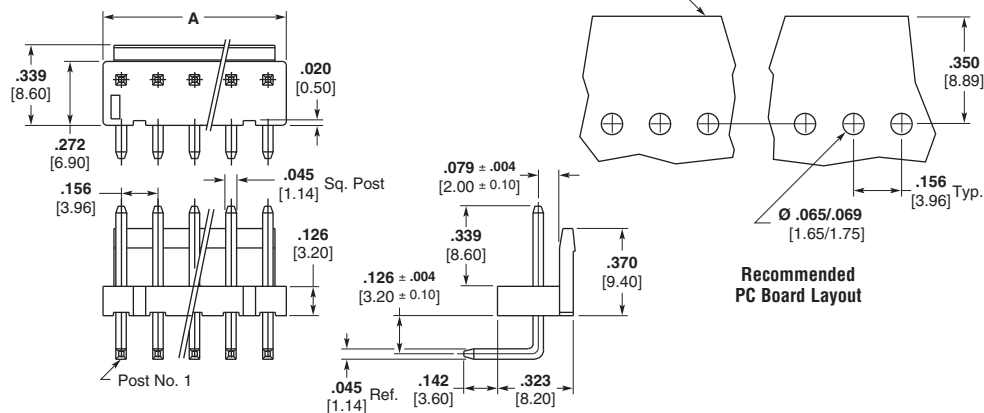 A
.339
[8.60]
.272
[6.90]
.020
[0.50]
.350
[8.89]
.156
[3.96]
.045
[1.14] Sq. Post
.079 ± .004
[2.00 ± 0.10]
.156
[3.96] Typ.
Ø .065/.069
[1.65/1.75]
.126
[3.20]
.339
[8.60]
.126 ± .004
[3.20 ± 0.10]
.370
[9.40]
Recommended
PC Board Layout
Post No. 1
.045
[1.14] Ref.
.142
[3.60]
.323
[8.20]